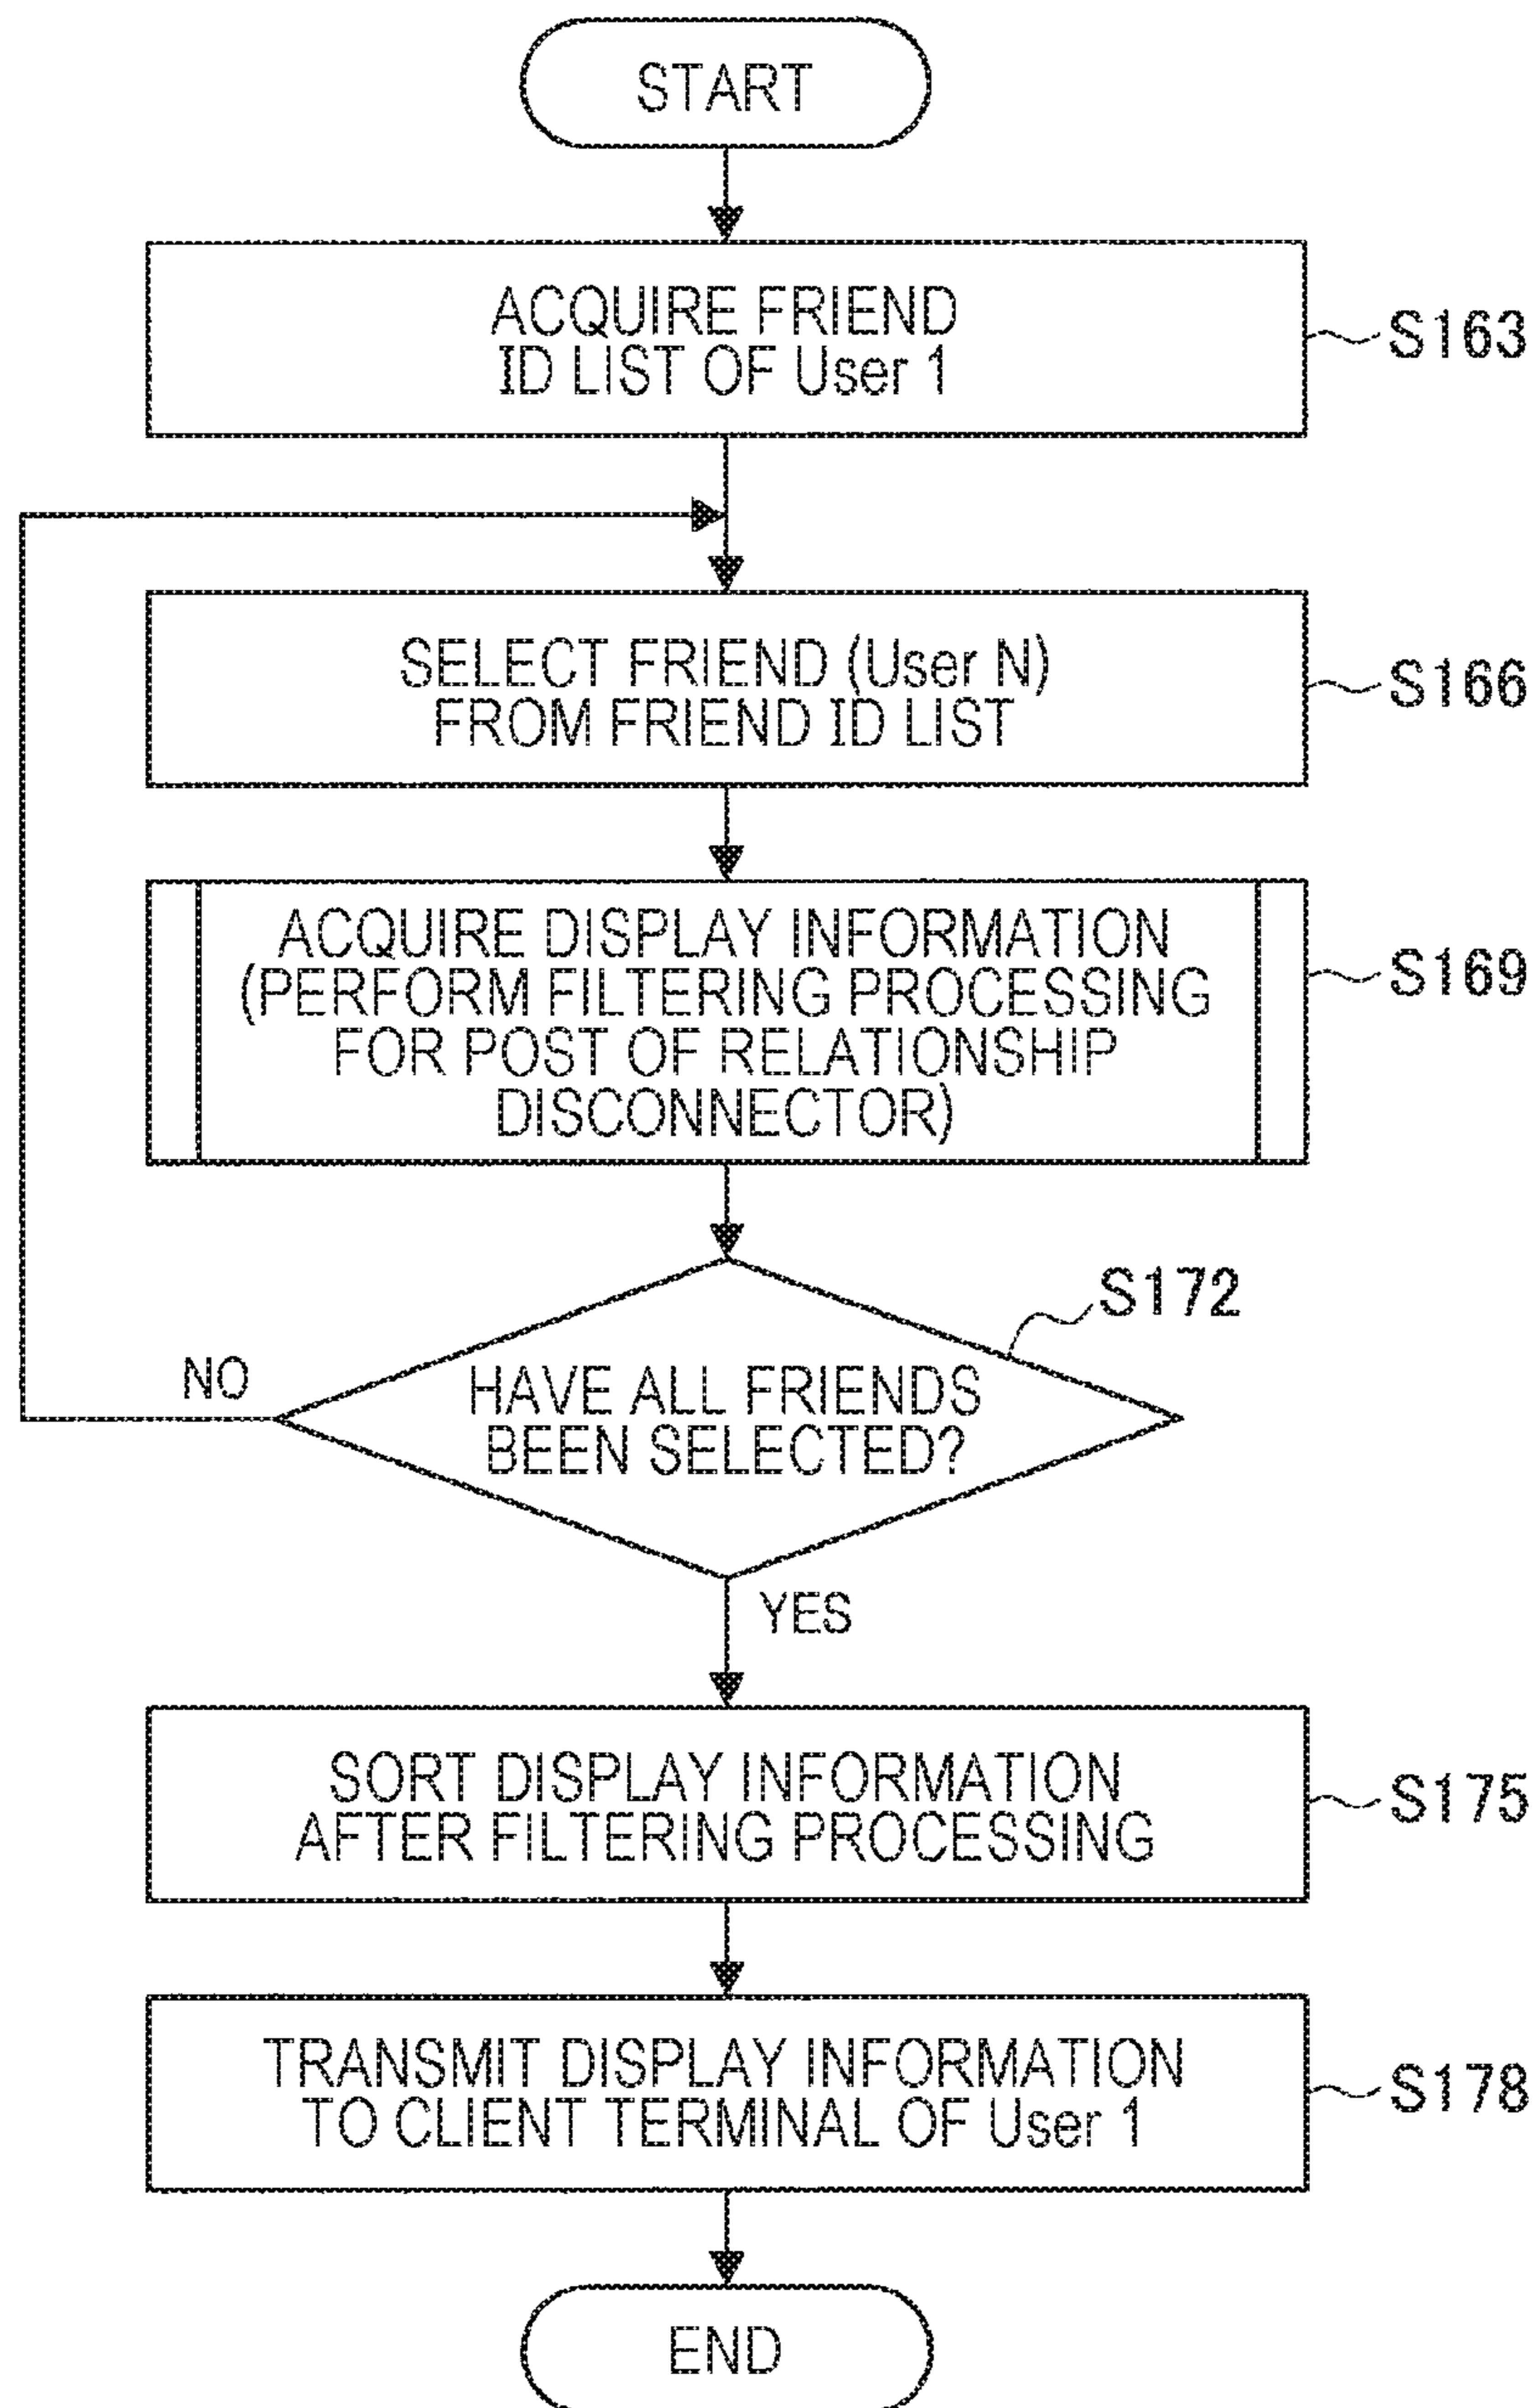 START
ACQUIRE FRIEND
ID LIST OF User 1
S163
SELECT FRIEND (User N)
FROM FRIEND ID LIST
S166
ACQUIRE DISPLAY INFORMATION
(PERFORM FILTERING PROCESSING
FOR POST OF RELATIONSHIP
DISCONNECTOR)
S169
S172
NO
HAVE ALL FRIENDS
BEEN SELECTED?
YES
SORT DISPLAY INFORMATION
AFTER FILTERING PROCESSING
S175
TRANSMIT DISPLAY INFORMATION
TO CLIENT TERMINAL OF User 1
S178
END